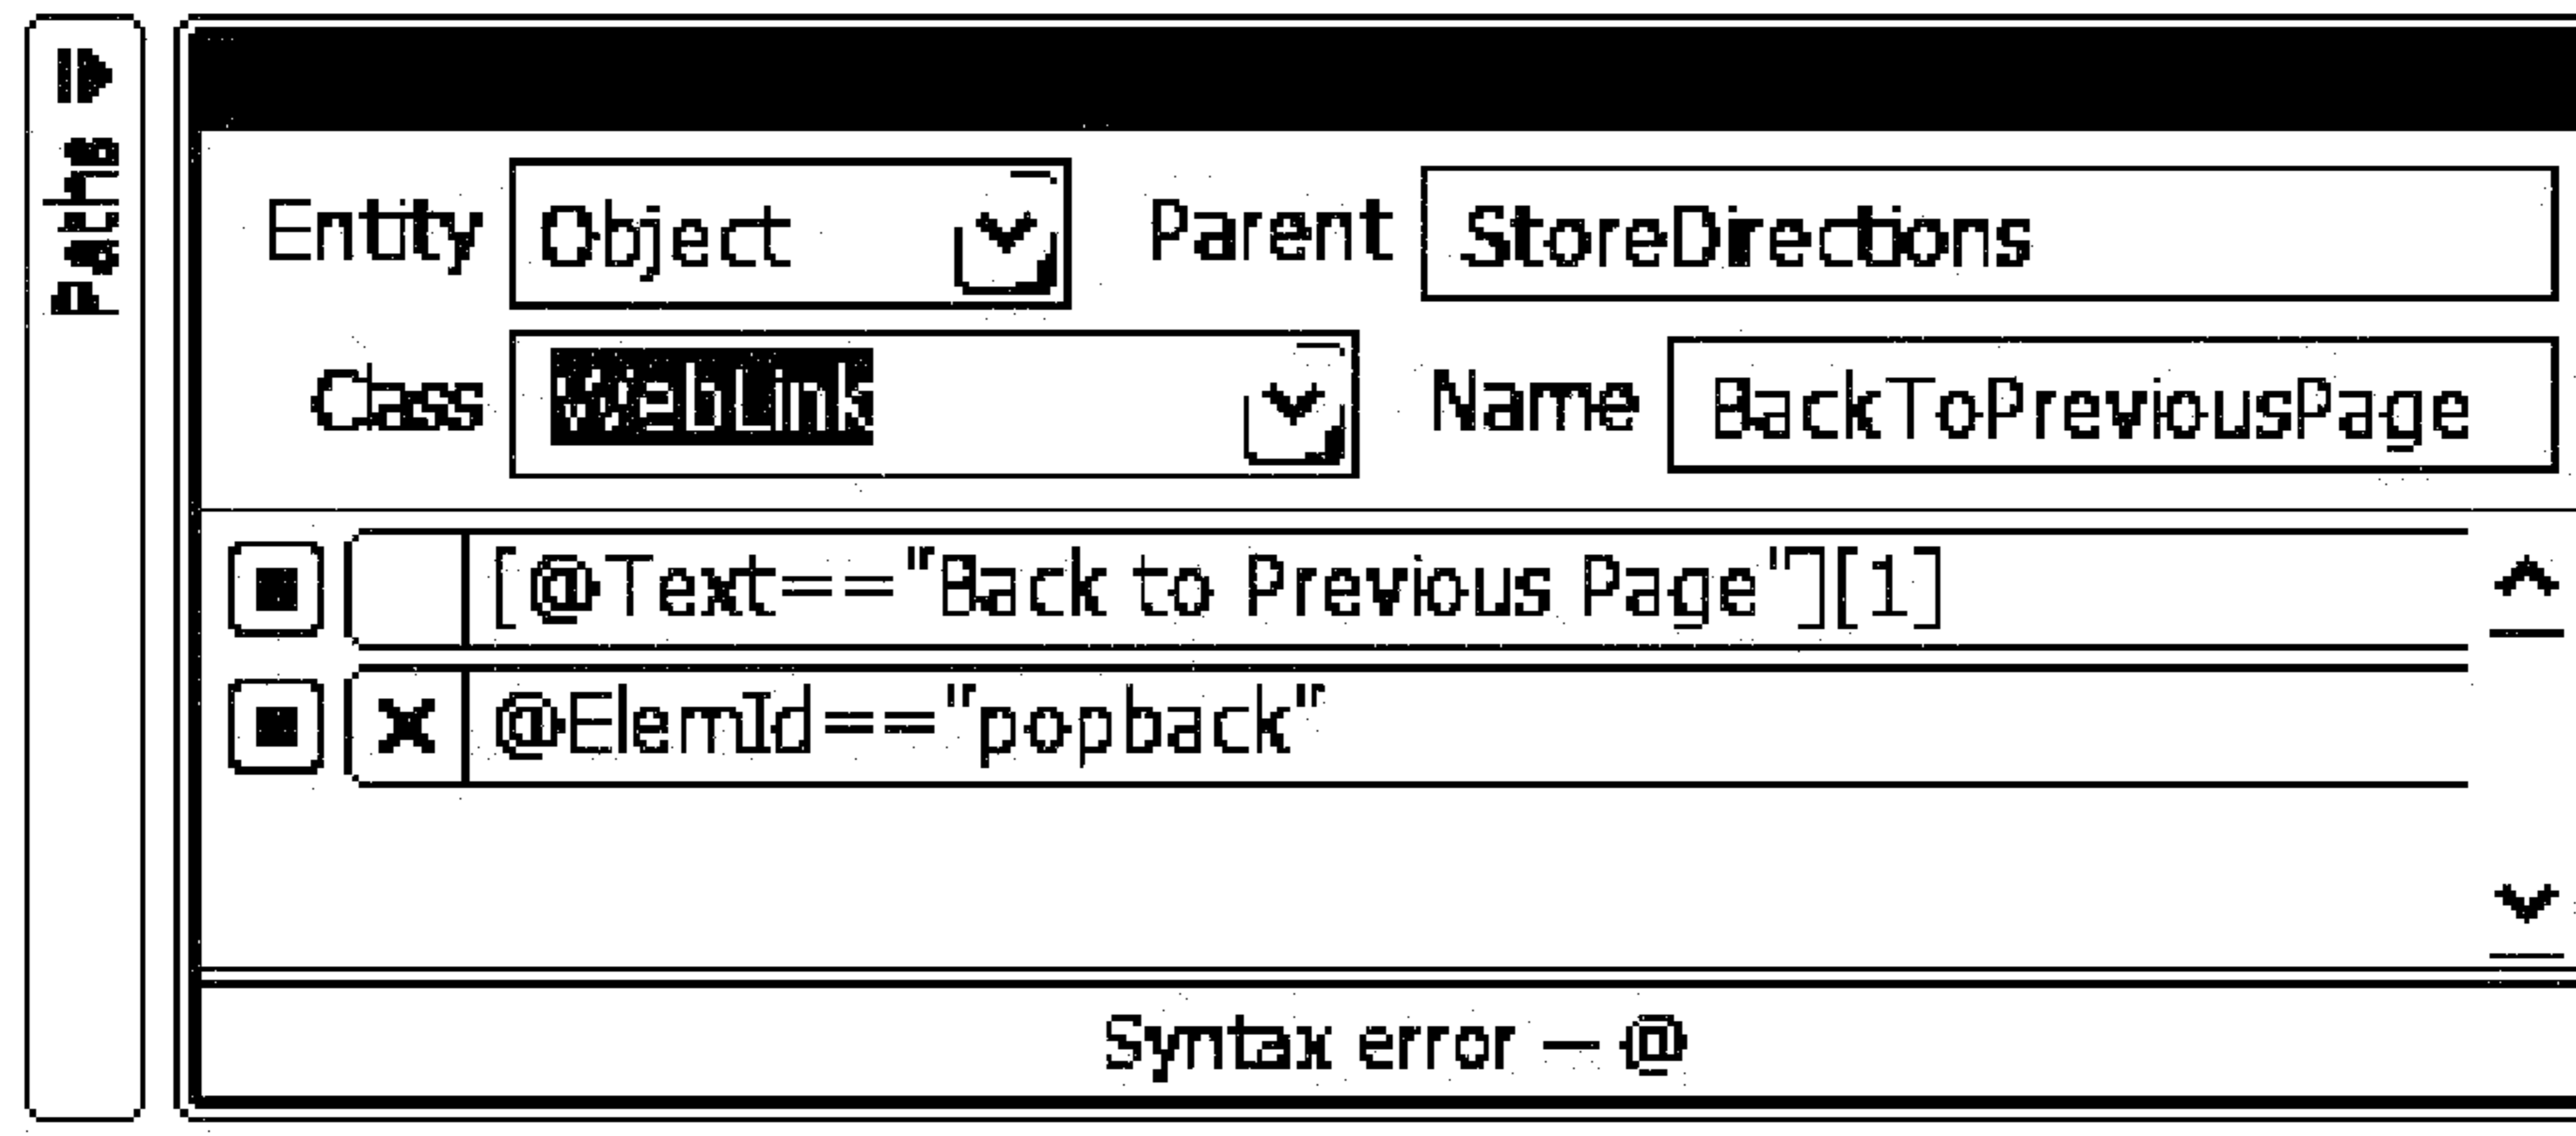 Paths
Entity Object Parent StoreDirections
Class WebLink Name BackToPreviousPage
[@Text=="Back to Previous Page"][1]
@ElemId=="popback"
Syntax error — @